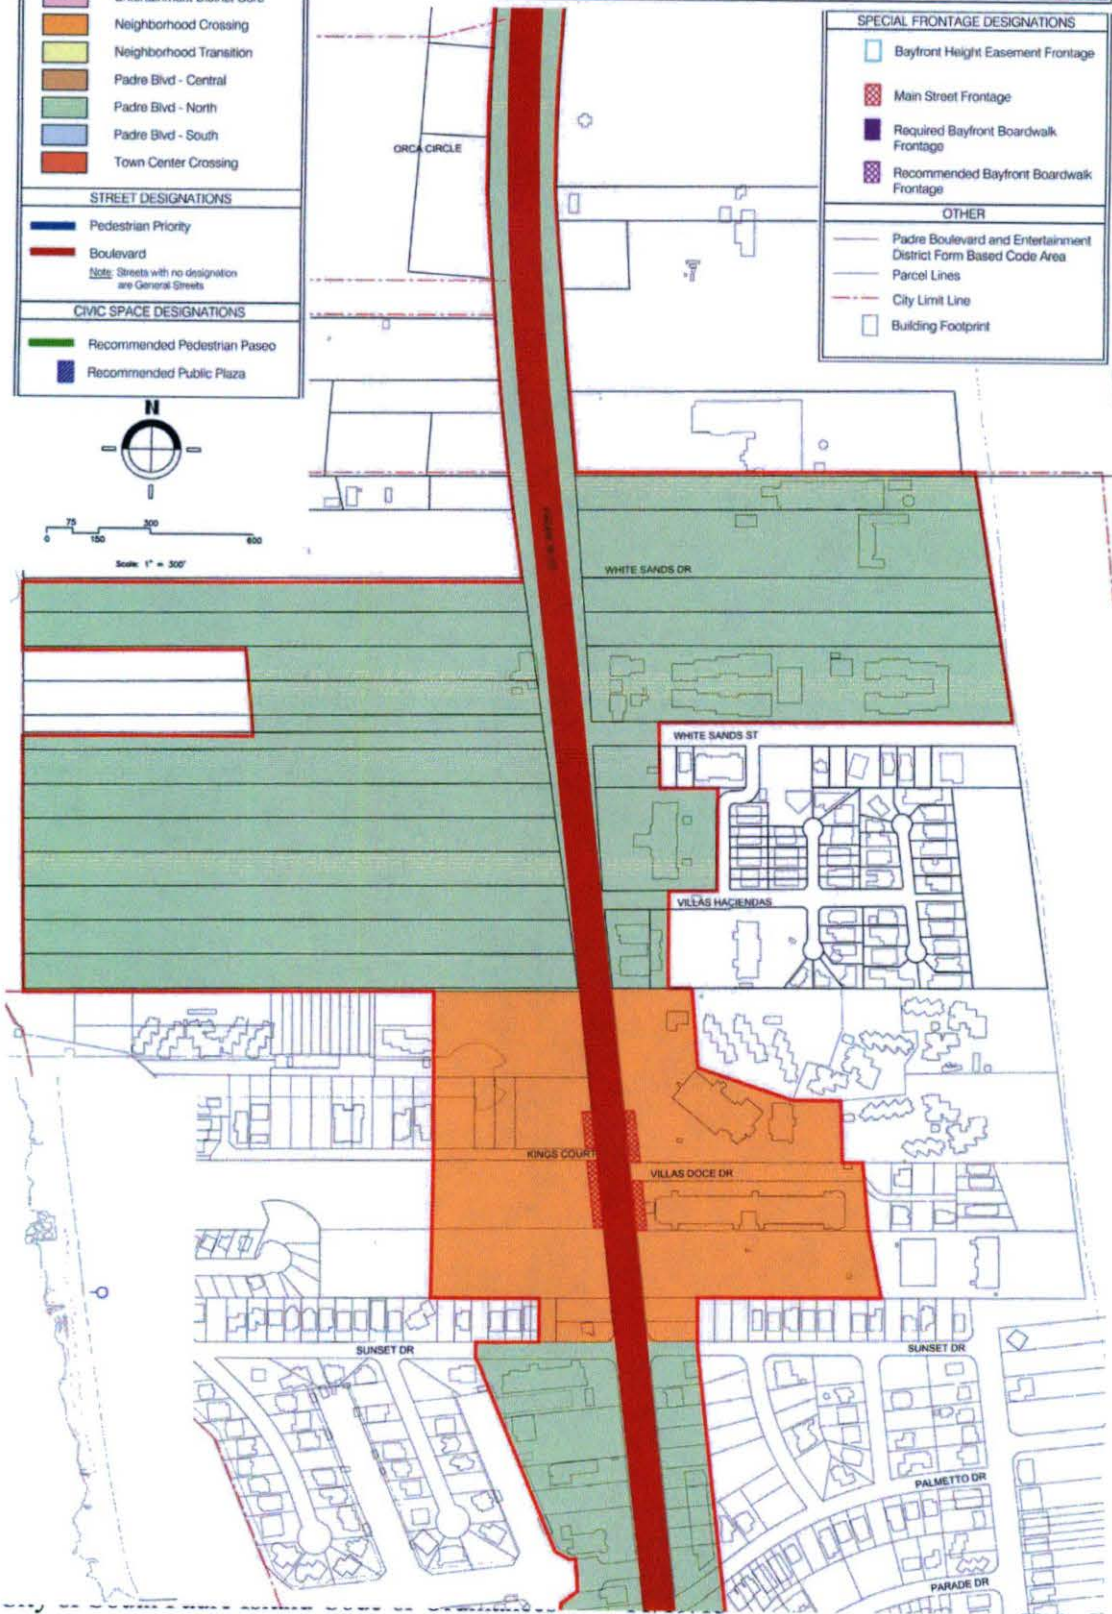 Neighborhood Crossing
Neighborhood Transition
Padre Blvd - Central
Padre Blvd - North
Padre Blvd - South
Town Center Crossing
STREET DESIGNATIONS
Pedestrian Priority
Boulevard
Note: Streets with no designation
are General Streets
CIVIC SPACE DESIGNATIONS
Recommended Pedestrian Paseo
Recommended Public Plaza
SPECIAL FRONTAGE DESIGNATIONS
Bayfront Height Easement Frontage
Main Street Frontage
Required Bayfront Boardwalk
Frontage
Recommended Bayfront Boardwalk
Frontage
OTHER
Padre Boulevard and Entertainment
District Form Based Code Area
Parcel Lines
City Limit Line
Building Footprint
N
75 300
0 150 600
Scale: 1" = 300'
ORCA CIRCLE
WHITE SANDS DR
WHITE SANDS ST
VILLAS HACIENDAS
KINGS COURT
VILLAS DOCE DR
SUNSET DR
SUNSET DR
PALMETTO DR
PARADE DR